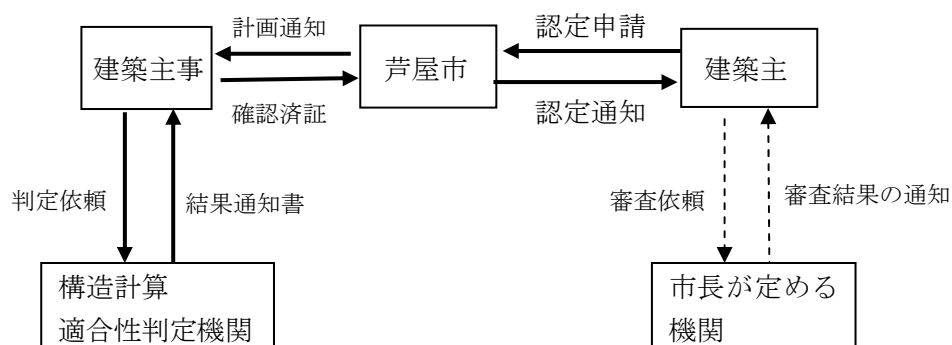 計画通知
認定申請
建築主事
芦屋市
建築主
確認済証
認定通知
判定依頼
結果通知書
審査依頼
審査結果の通知
構造計算
適合性判定機関
市長が定める
機関